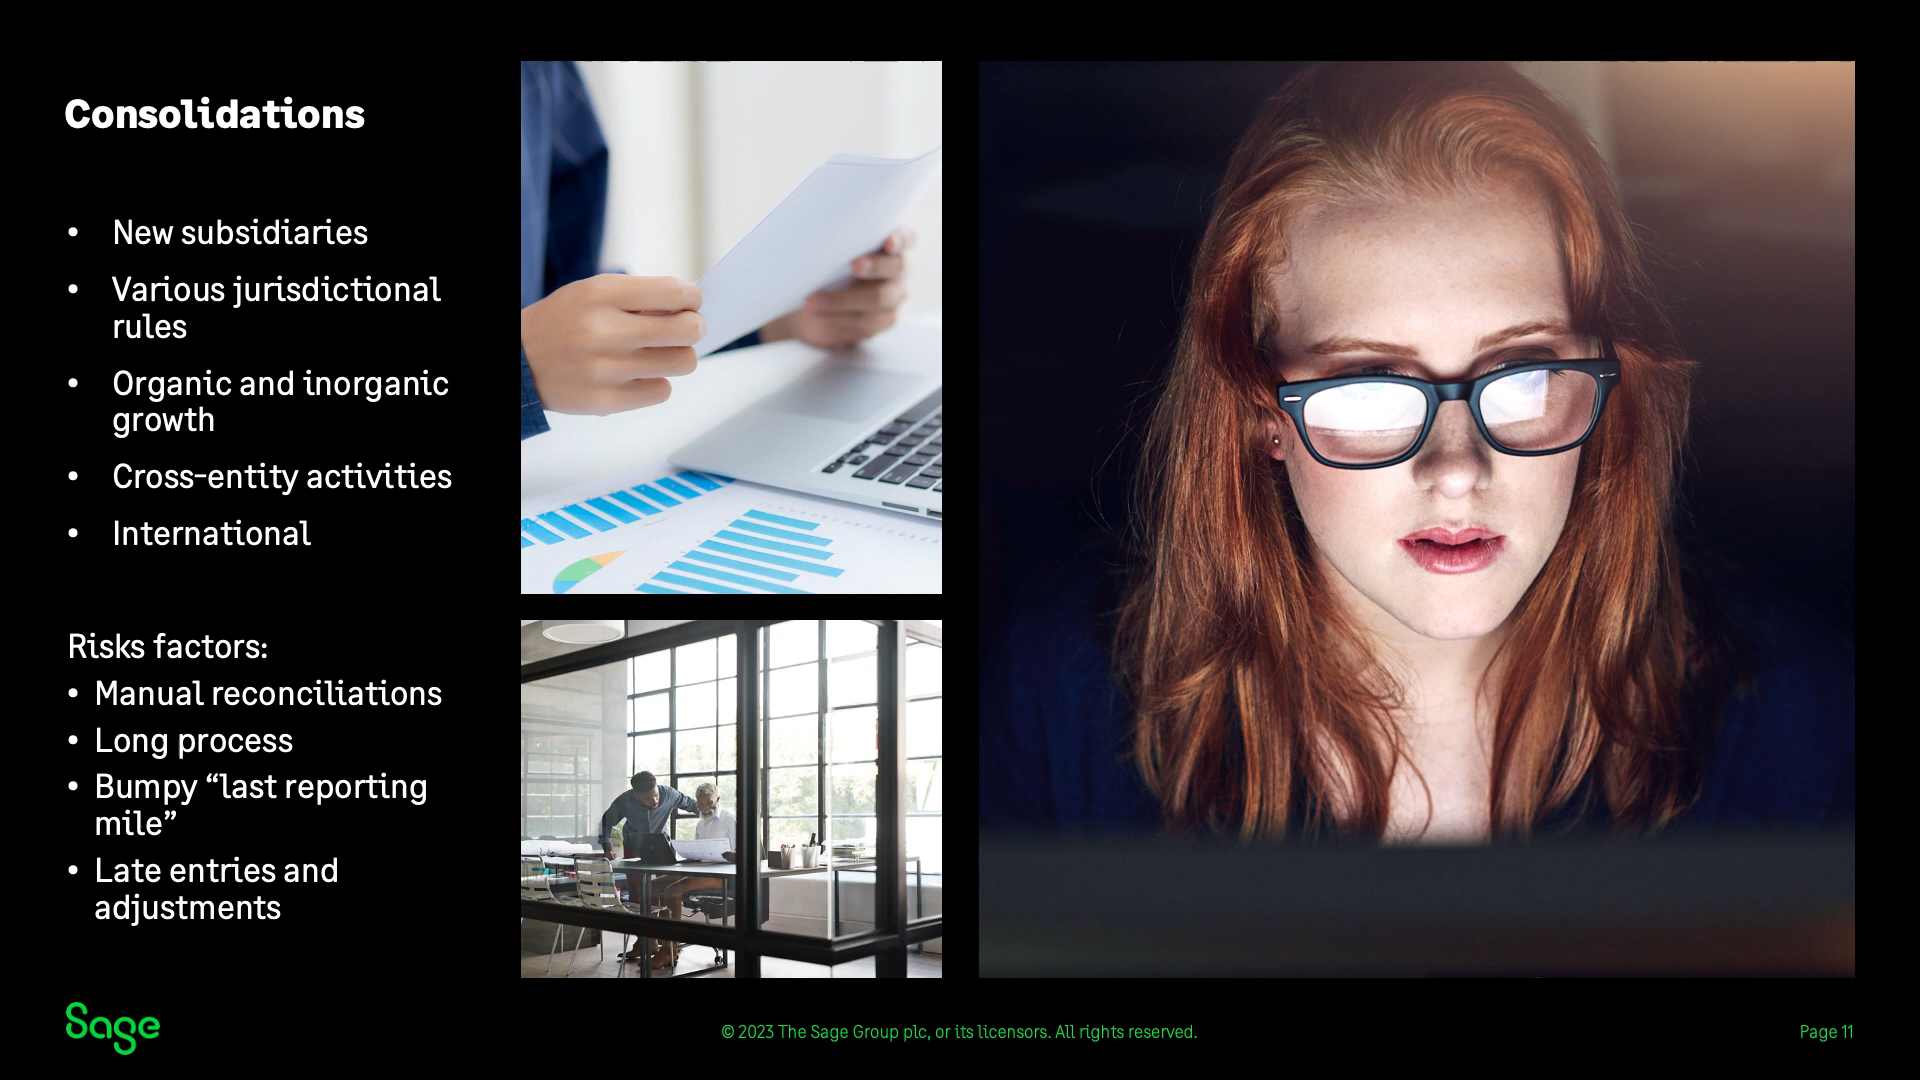 Consolidations
• New subsidiaries
• Various jurisdictional
rules
• Organic and inorganic
growth
• Cross-entity activities
• International
Risks factors:
• Manual reconciliations
• Long process
• Bumpy “last reporting
mile”
• Late entries and
adjustments
Sage
© 2023 The Sage Group plc, or its licensors. All rights reserved.
Page 11